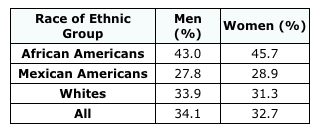 Race of Ethnic Group Men (%) Women (%)
African Americans 43.0 45.7
Mexican Americans 27.8 28.9
Whites 33.9 31.3
All 34.1 32.7